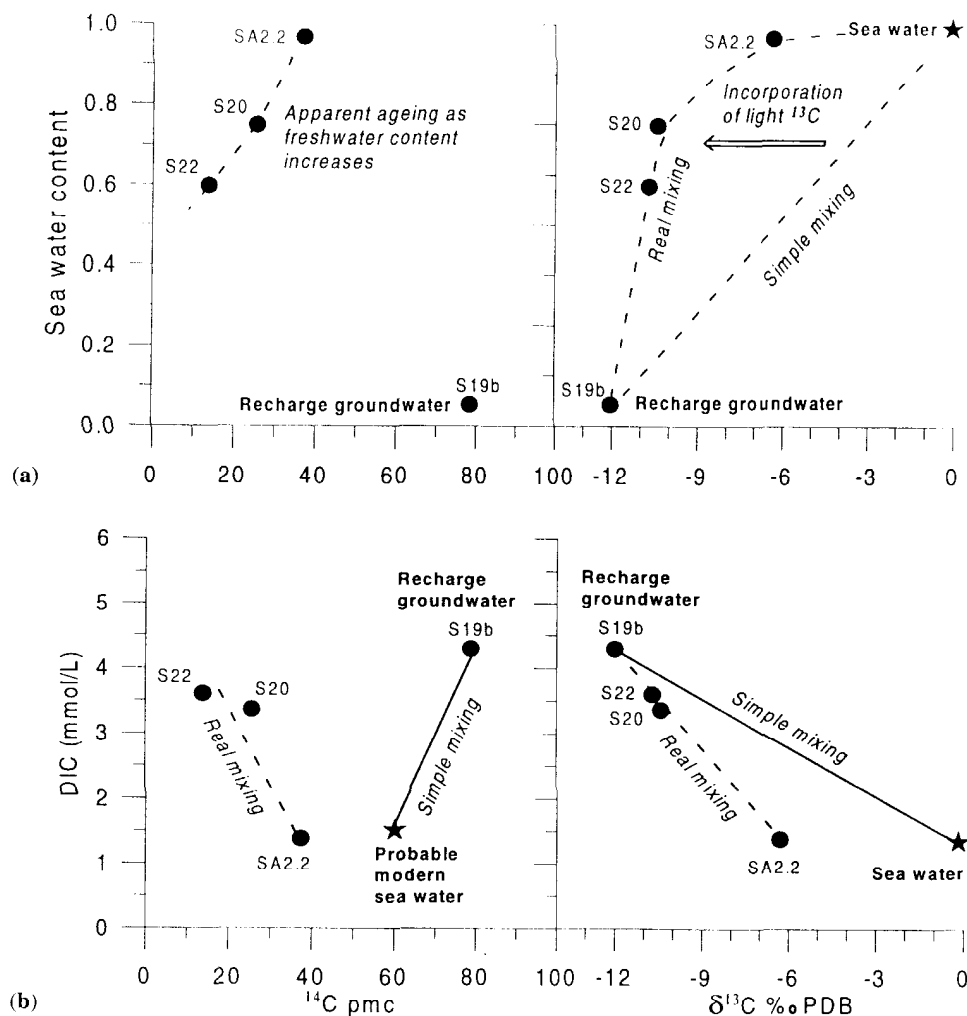 1.0
0.8
0.6
0.4
0.2
0.0
Sea water content
SA2.2
S20
S22
Apparent ageing as
freshwater content
increases
S19b
Recharge groundwater
SA2.2
Sea water
S20
Incorporation
of light ¹³C
S22
Real mixing
Simple mixing
S19b
Recharge groundwater
(a)
0 20 40 60 80 100 -12 -9 -6 -3 0
6
5
4
3
2
1
0
DIC (mmol/L)
Recharge
groundwater
S19b
S22
S20
Real mixing
Simple mixing
SA2.2
Probable
modern
sea water
Recharge
groundwater
S19b
S22
S20
Simple mixing
Real mixing
SA2.2
Sea water
0 20 40 60 80 100 -12 -9 -6 -3 0
(b)
¹⁴C pmc
δ¹³C ‰ PDB